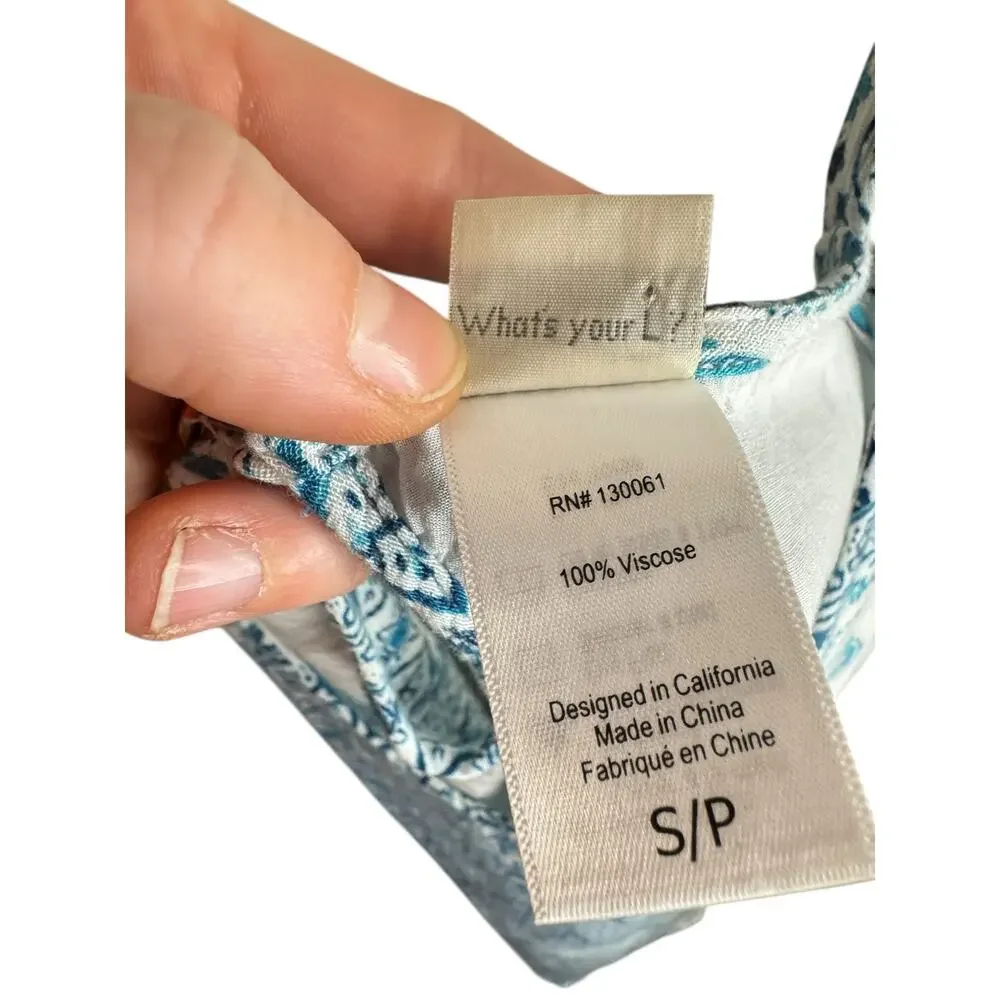 What's your L?
RN# 130061
100% Viscose
Designed in California
Made in China
Fabriqué en Chine
S/P